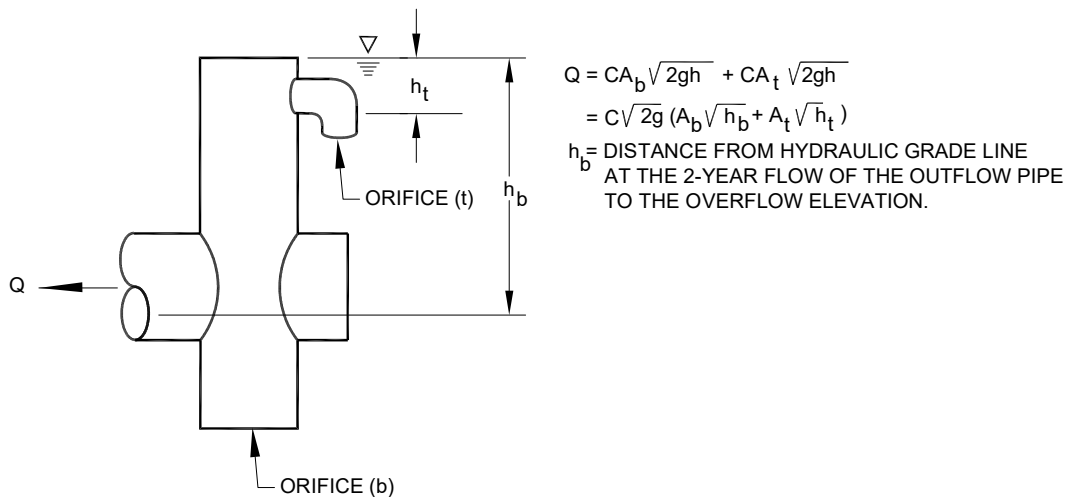 h_t
h_b
ORIFICE (t)
Q
ORIFICE (b)
Q = CA_b √2gh + CA_t √2gh
= C√2g (A_b √h_b + A_t √h_t )
h_b = DISTANCE FROM HYDRAULIC GRADE LINE
AT THE 2-YEAR FLOW OF THE OUTFLOW PIPE
TO THE OVERFLOW ELEVATION.